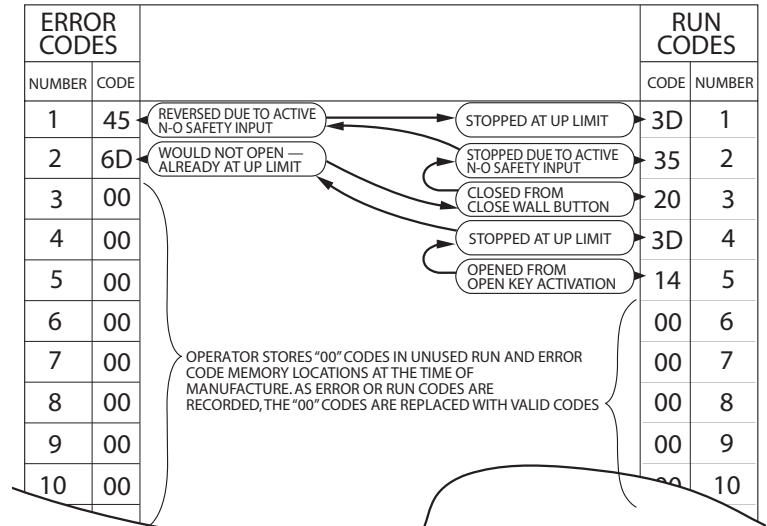 ERROR CODES
RUN CODES
NUMBER CODE
CODE NUMBER
1 45 REVERSED DUE TO ACTIVE N-O SAFETY INPUT STOPPED AT UP LIMIT 3D 1
2 6D WOULD NOT OPEN — ALREADY AT UP LIMIT STOPPED DUE TO ACTIVE N-O SAFETY INPUT 35 2
3 00 CLOSED FROM CLOSE WALL BUTTON 20 3
4 00 STOPPED AT UP LIMIT 3D 4
5 00 OPENED FROM OPEN KEY ACTIVATION 14 5
6 00 00 6
7 00 00 7
8 00 00 8
9 00 00 9
10 00 00 10
OPERATOR STORES “00” CODES IN UNUSED RUN AND ERROR
CODE MEMORY LOCATIONS AT THE TIME OF
MANUFACTURE. AS ERROR OR RUN CODES ARE
RECORDED, THE “00” CODES ARE REPLACED WITH VALID CODES